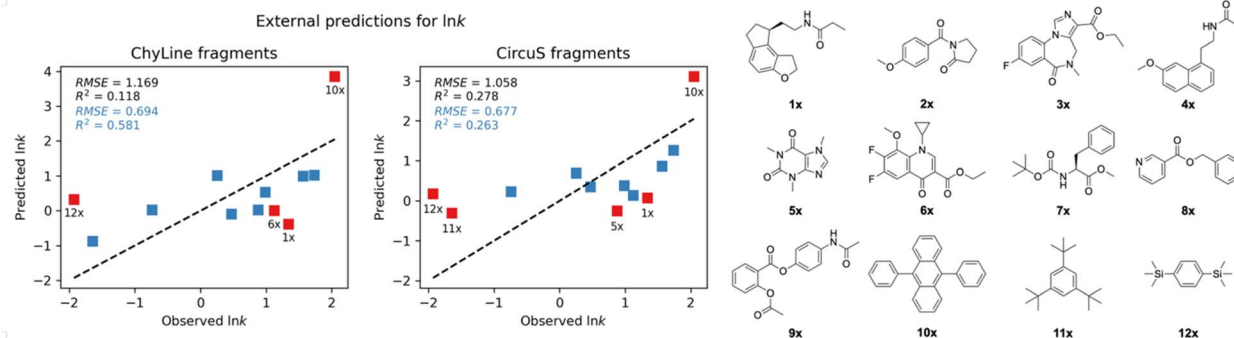 External predictions for lnk
ChyLine fragments
RMSE = 1.169
R² = 0.118
RMSE = 0.694
R² = 0.581
10x
12x
6x
1x
Predicted lnk
4
3
2
1
0
−1
−2
−2 −1 0 1 2
Observed lnk
CircuS fragments
RMSE = 1.058
R² = 0.278
RMSE = 0.677
R² = 0.263
10x
12x
11x
5x
1x
Predicted lnk
3
2
1
0
−1
−2
−2 −1 0 1 2
Observed lnk
H
N
O
O
1x
O
N
O
O
2x
N
N
O
O
F
N
O
3x
HN
O
4x
O
N
N
O
N
N
5x
O
N
F
F
O
O
O
6x
O
O
N
H
O
O
7x
O
O
N
8x
H
N
O
O
O
O
O
9x
10x
11x
Si
Si
12x